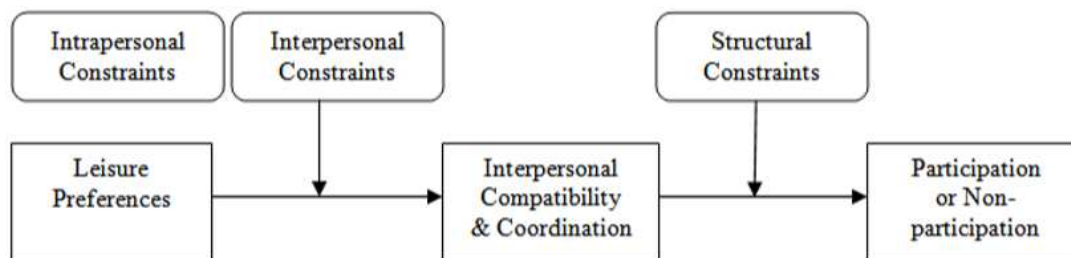 Intrapersonal
Constraints
Interpersonal
Constraints
Structural
Constraints
Leisure
Preferences
Interpersonal
Compatibility
& Coordination
Participation
or Non-
participation